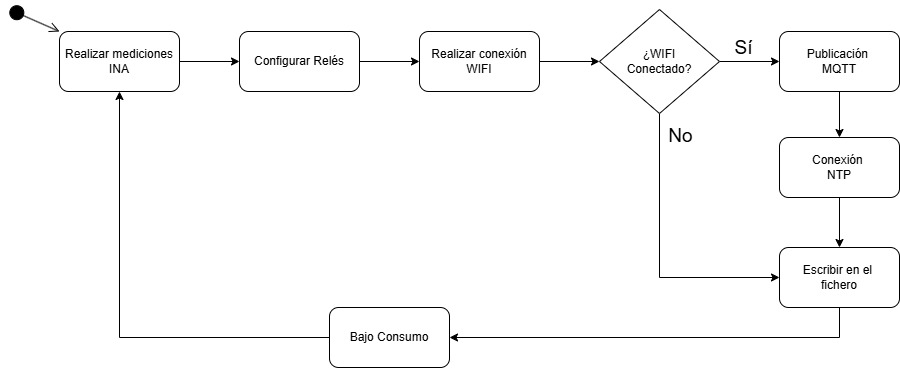 Realizar mediciones
INA
Configurar Relés
Realizar conexión
WIFI
¿WIFI
Conectado?
Sí
No
Publicación
MQTT
Conexión
NTP
Escribir en el
fichero
Bajo Consumo